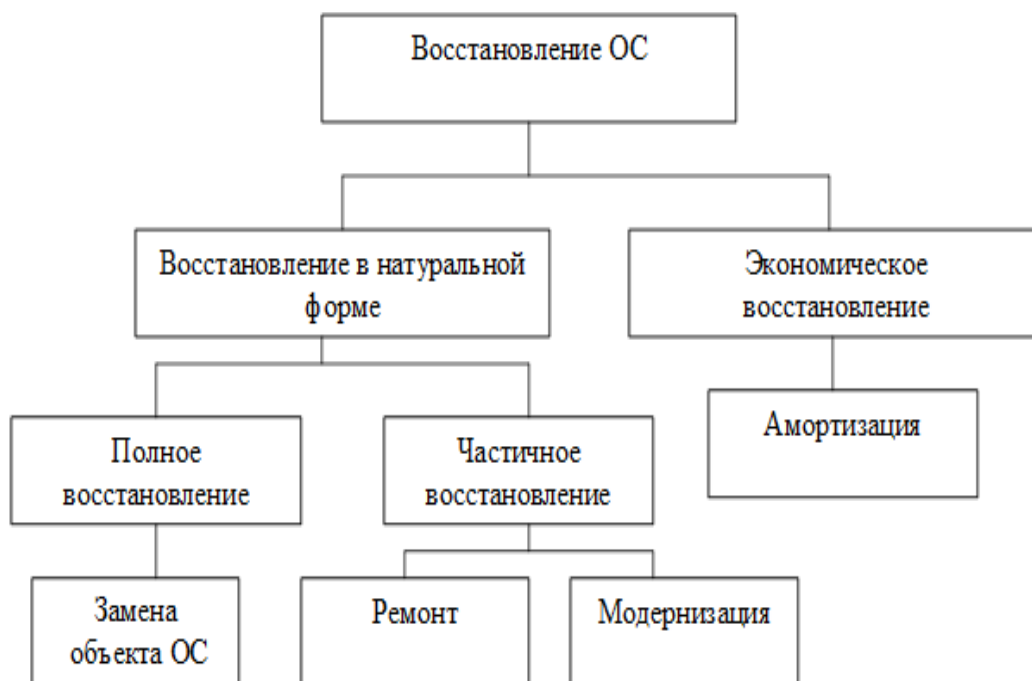 Восстановление ОС
Восстановление в натуральной
форме
Экономическое
восстановление
Полное
восстановление
Частичное
восстановление
Амортизация
Замена
объекта ОС
Ремонт
Модернизация